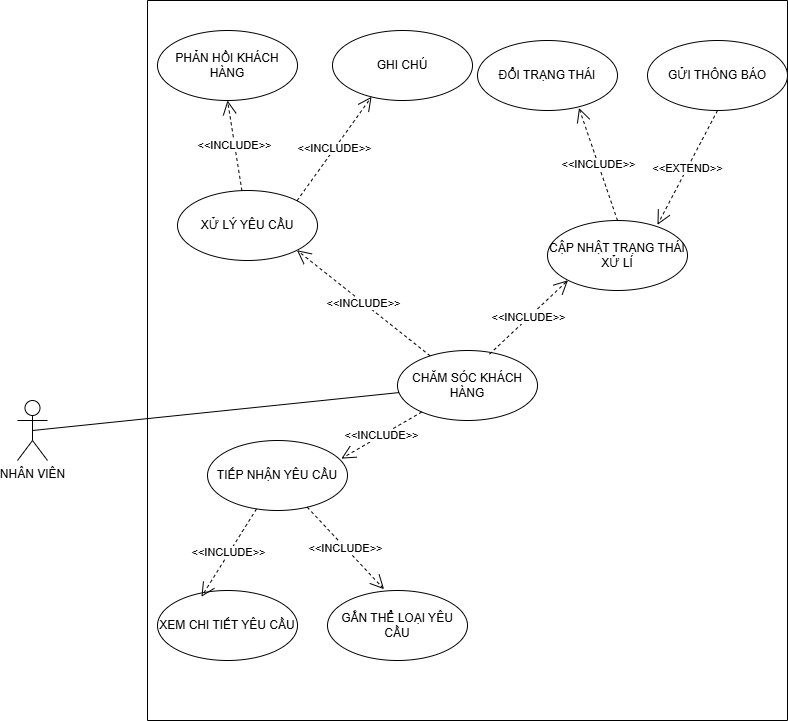 PHẢN HỒI KHÁCH
HÀNG
GHI CHÚ
ĐỔI TRẠNG THÁI
GỬI THÔNG BÁO
<<INCLUDE>>
<<INCLUDE>>
<<INCLUDE>>
<<EXTEND>>
XỬ LÝ YÊU CẦU
CẬP NHẬT TRẠNG THÁI
XỬ LÍ
<<INCLUDE>>
<<INCLUDE>>
CHĂM SÓC KHÁCH
HÀNG
<<INCLUDE>>
NHÂN VIÊN
TIẾP NHẬN YÊU CẦU
<<INCLUDE>>
<<INCLUDE>>
XEM CHI TIẾT YÊU CẦU
GẮN THỂ LOẠI YÊU
CẦU